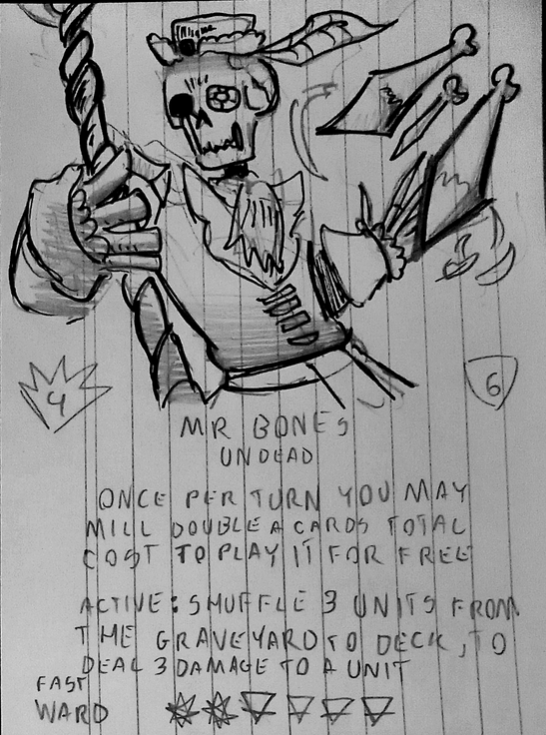 4
6
MR BONES
UNDEAD
ONCE PER TURN YOU MAY
MILL DOUBLE A CARDS TOTAL
COST TO PLAY IT FOR FREE
ACTIVE: SHUFFLE 3 UNITS FROM
THE GRAVEYARD TO DECK, TO
DEAL 3 DAMAGE TO A UNIT
FAST
WARD